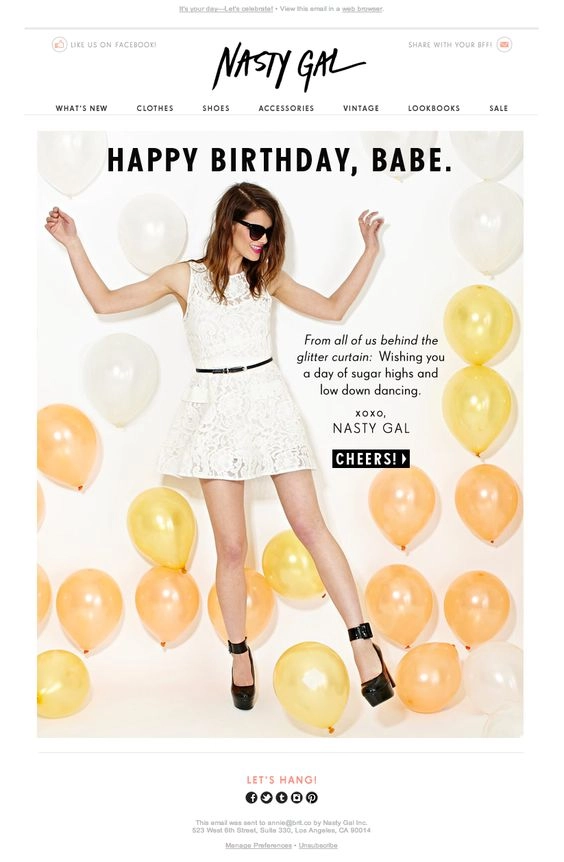 It's your day—Let's celebrate! • View this email in a web browser.
LIKE US ON FACEBOOK!
SHARE WITH YOUR BFF!
NASTY GAL
WHAT'S NEW CLOTHES SHOES ACCESSORIES VINTAGE LOOKBOOKS SALE
HAPPY BIRTHDAY, BABE.
From all of us behind the
glitter curtain: Wishing you
a day of sugar highs and
low down dancing.
xoxo,
NASTY GAL
CHEERS!
LET'S HANG!
This email was sent to annie@brit.co by Nasty Gal Inc.
523 West 6th Street, Suite 330, Los Angeles, CA 90014
Manage Preferences • Unsubscribe